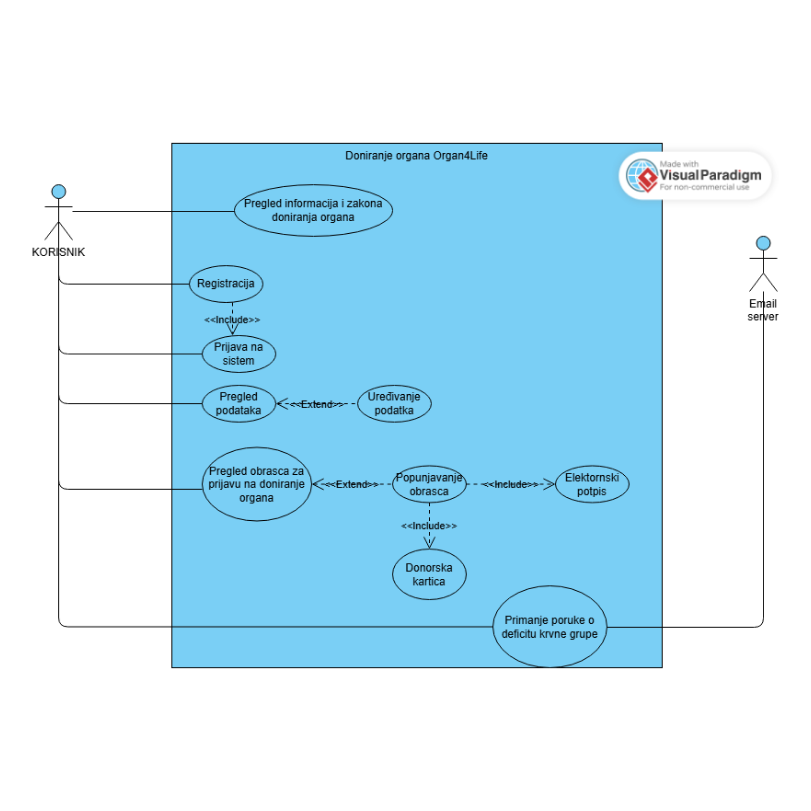 Doniranje organa Organ4Life
Made with
VisualParadigm
For non-commercial use
Pregled informacija i zakona
doniranja organa
KORISNIK
Registracija
<<Include>>
Prijava na
sistem
Email
server
Pregled
podataka
<<Extend>>
Uređivanje
podatka
Pregled obrasca za
prijavu na doniranje
organa
<<Extend>>
Popunjavanje
obrasca
<<Include>>
Elektornski
potpis
<<Include>>
Donorska
kartica
Primanje poruke o
deficitu krvne grupe